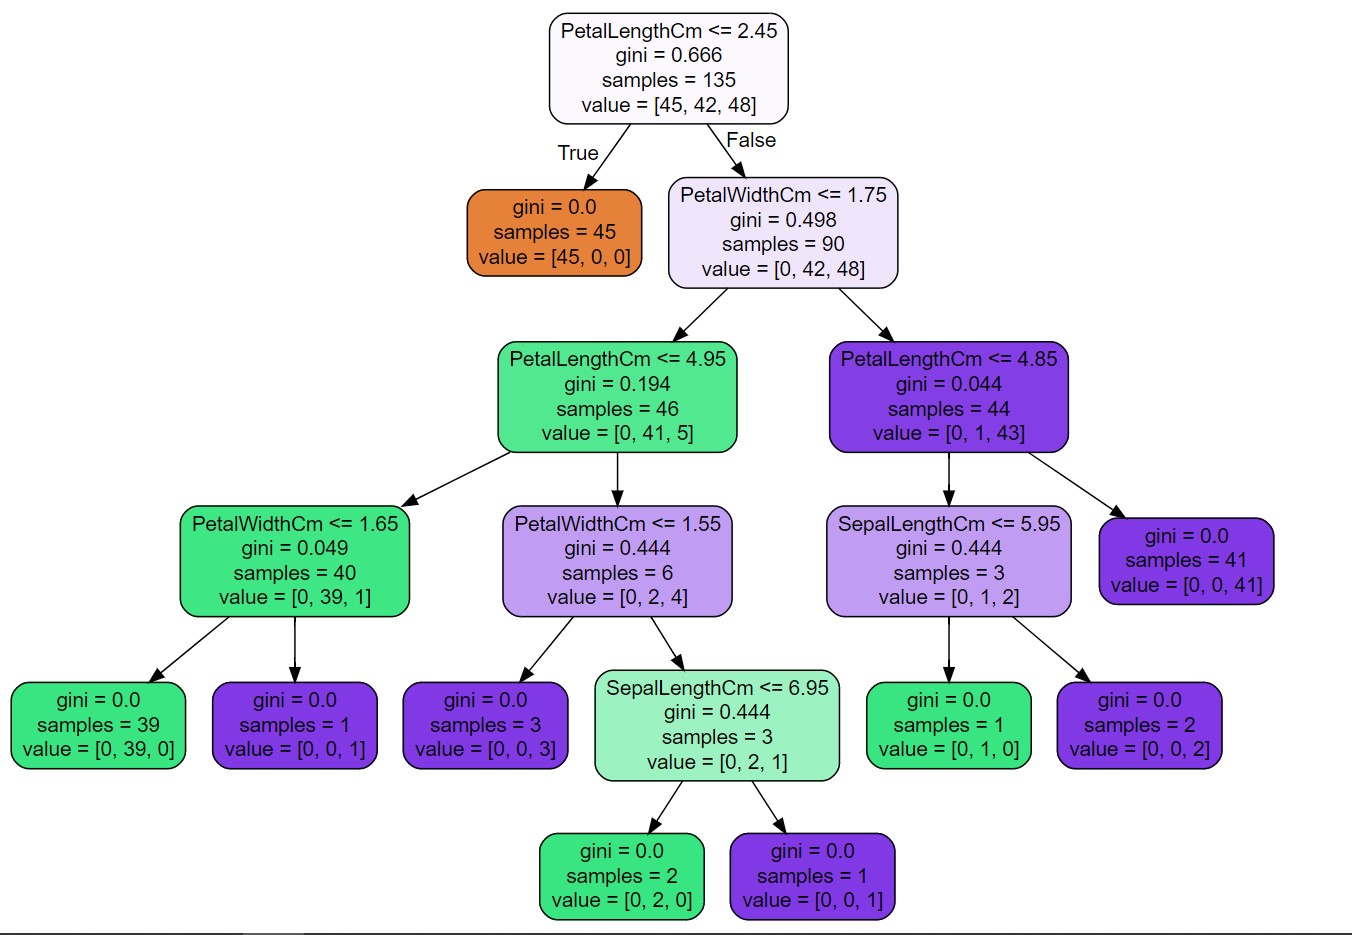 PetalLengthCm <= 2.45
gini = 0.666
samples = 135
value = [45, 42, 48]
True
False
gini = 0.0
samples = 45
value = [45, 0, 0]
PetalWidthCm <= 1.75
gini = 0.498
samples = 90
value = [0, 42, 48]
PetalLengthCm <= 4.95
gini = 0.194
samples = 46
value = [0, 41, 5]
PetalLengthCm <= 4.85
gini = 0.044
samples = 44
value = [0, 1, 43]
PetalWidthCm <= 1.65
gini = 0.049
samples = 40
value = [0, 39, 1]
PetalWidthCm <= 1.55
gini = 0.444
samples = 6
value = [0, 2, 4]
SepalLengthCm <= 5.95
gini = 0.444
samples = 3
value = [0, 1, 2]
gini = 0.0
samples = 41
value = [0, 0, 41]
gini = 0.0
samples = 39
value = [0, 39, 0]
gini = 0.0
samples = 1
value = [0, 0, 1]
gini = 0.0
samples = 3
value = [0, 0, 3]
SepalLengthCm <= 6.95
gini = 0.444
samples = 3
value = [0, 2, 1]
gini = 0.0
samples = 1
value = [0, 1, 0]
gini = 0.0
samples = 2
value = [0, 0, 2]
gini = 0.0
samples = 2
value = [0, 2, 0]
gini = 0.0
samples = 1
value = [0, 0, 1]